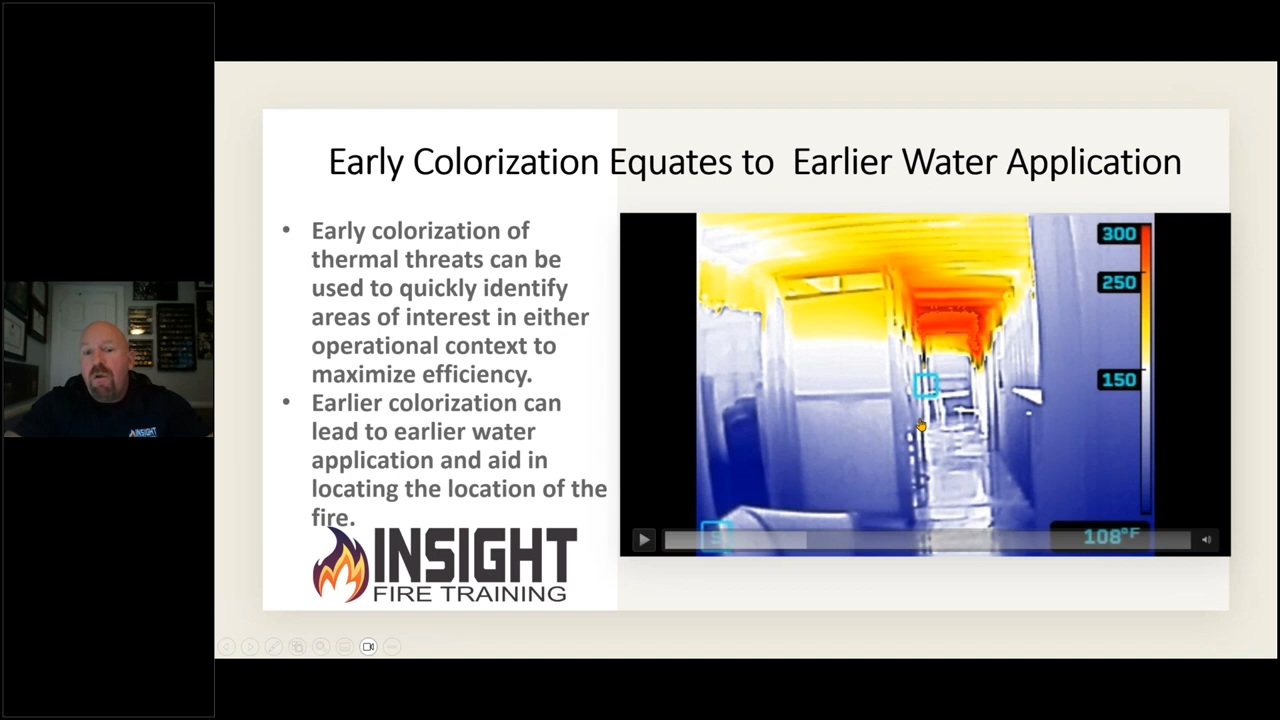 Early Colorization Equates to  Earlier Water Application
• Early colorization of
thermal threats can be
used to quickly identify
areas of interest in either
operational context to
maximize efficiency.
• Earlier colorization can
lead to earlier water
application and aid in
locating the location of the
fire.
INSIGHT
FIRE TRAINING
300
250
150
S
108°F
INSIGHT